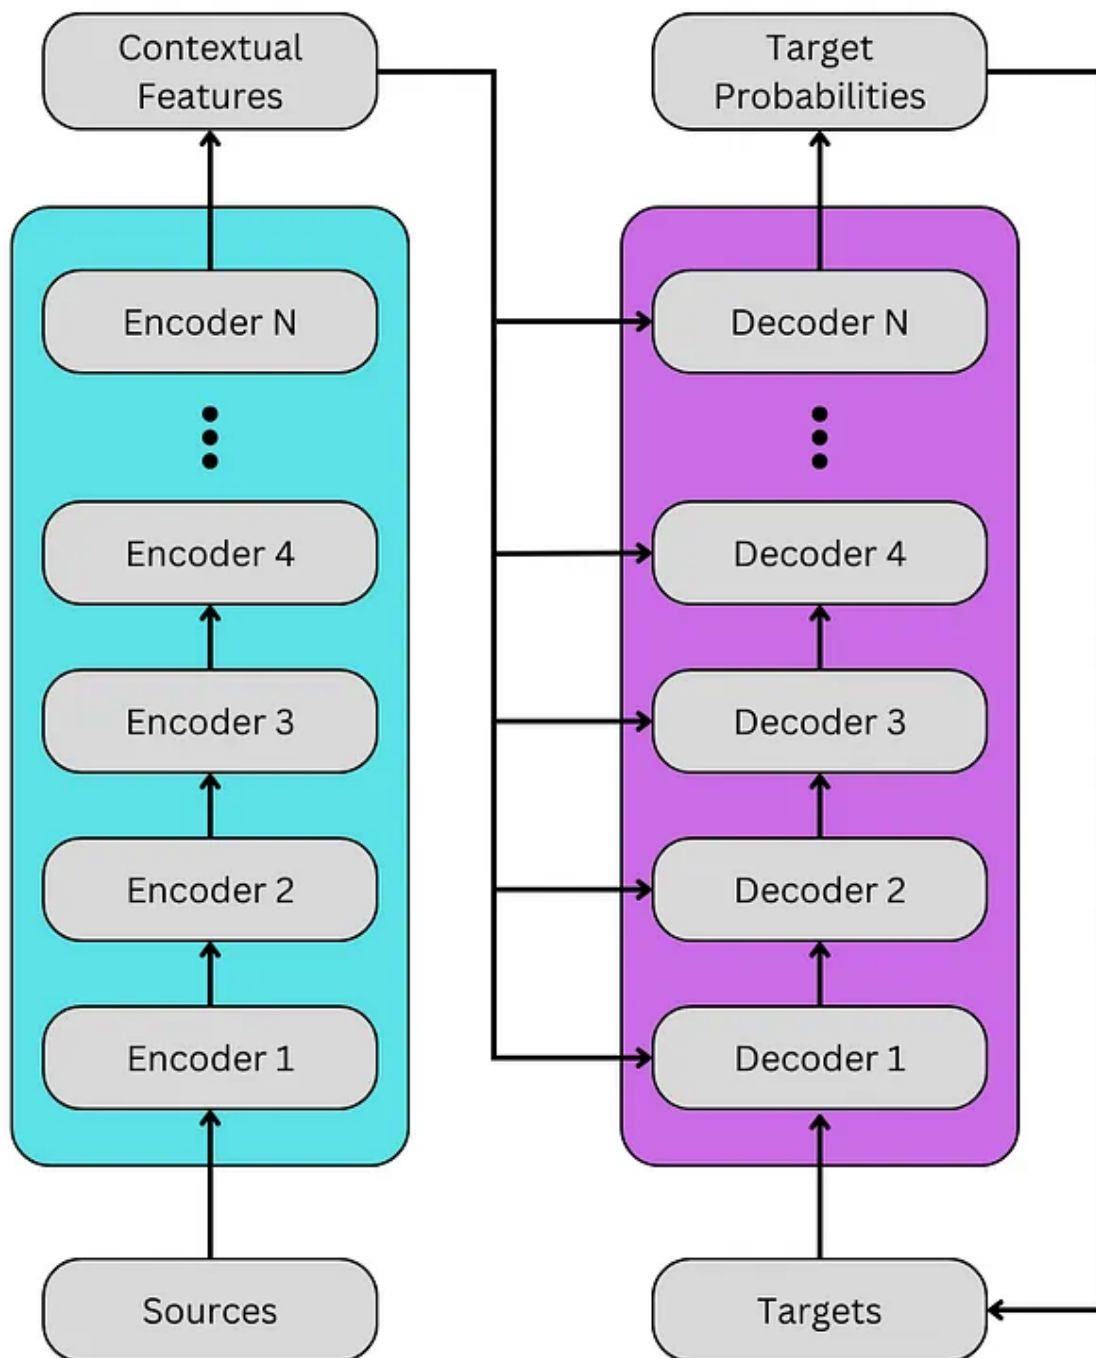 Contextual
Features
Encoder N
Encoder 4
Encoder 3
Encoder 2
Encoder 1
Sources
Target
Probabilities
Decoder N
Decoder 4
Decoder 3
Decoder 2
Decoder 1
Targets